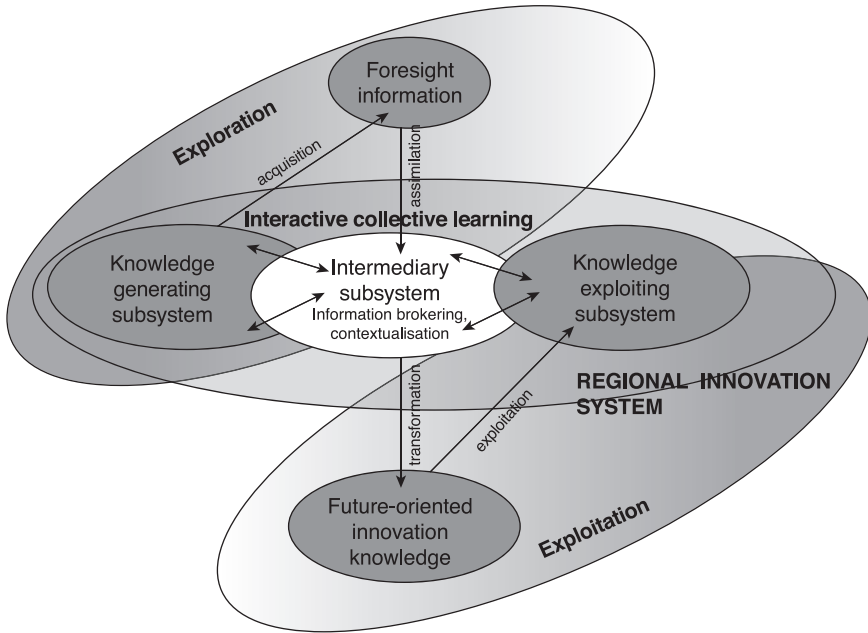 Foresight
information
Exploration
acquisition
assimilation
Interactive collective learning
Knowledge
generating
subsystem
Intermediary
subsystem
Information brokering,
contextualisation
Knowledge
exploiting
subsystem
REGIONAL INNOVATION
SYSTEM
transformation
exploitation
Future-oriented
innovation
knowledge
Exploitation